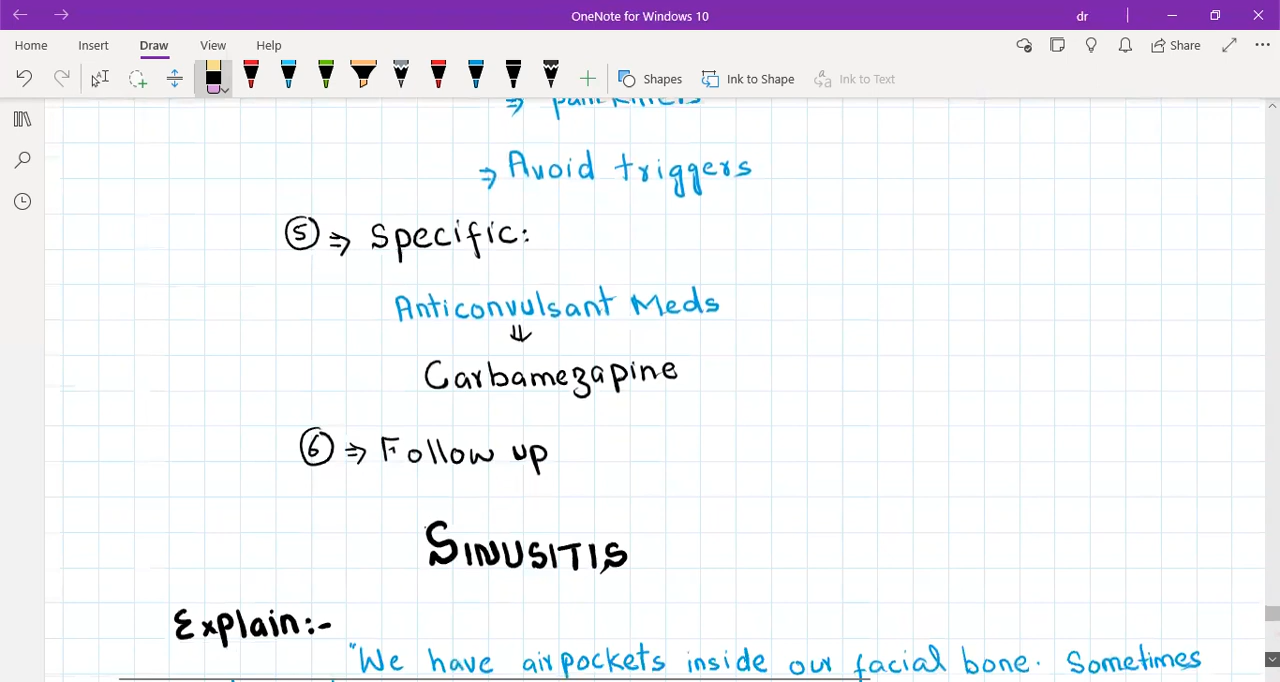 OneNote for Windows 10
dr
Home Insert Draw View Help
Share
Shapes Ink to Shape Ink to Text
⇒ painkillers
⇒ Avoid triggers
⑤ ⇒ Specific:
Anticonvulsant Meds
⇓
Carbamezapine
⑥ ⇒ Follow up
SINUSITIS
Explain:-
"We have airpockets inside our facial bone. Sometimes